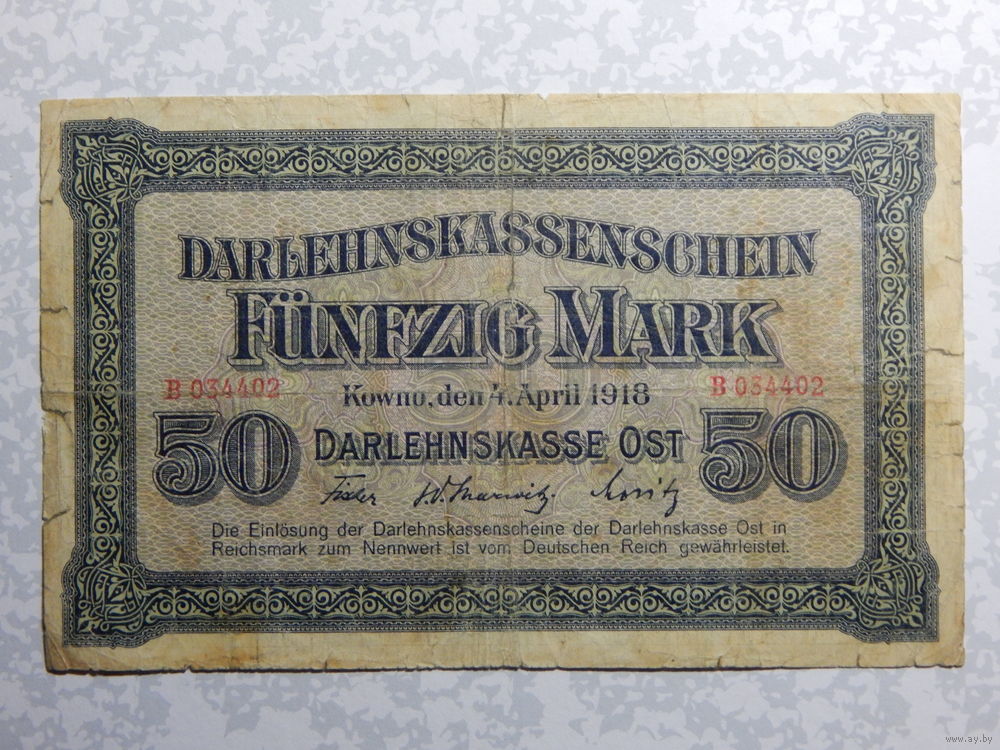 DARLEHNSKASSENSCHEIN
FÜNFZIG MARK
B 034402 B 034402
Kowno, den 4. April 1918
50 DARLEHNSKASSE OST 50
Die Einlösung der Darlehnskassenscheine der Darlehnskasse Ost in
Reichsmark zum Nennwert ist vom Deutschen Reich gewährleistet.
www.ay.by